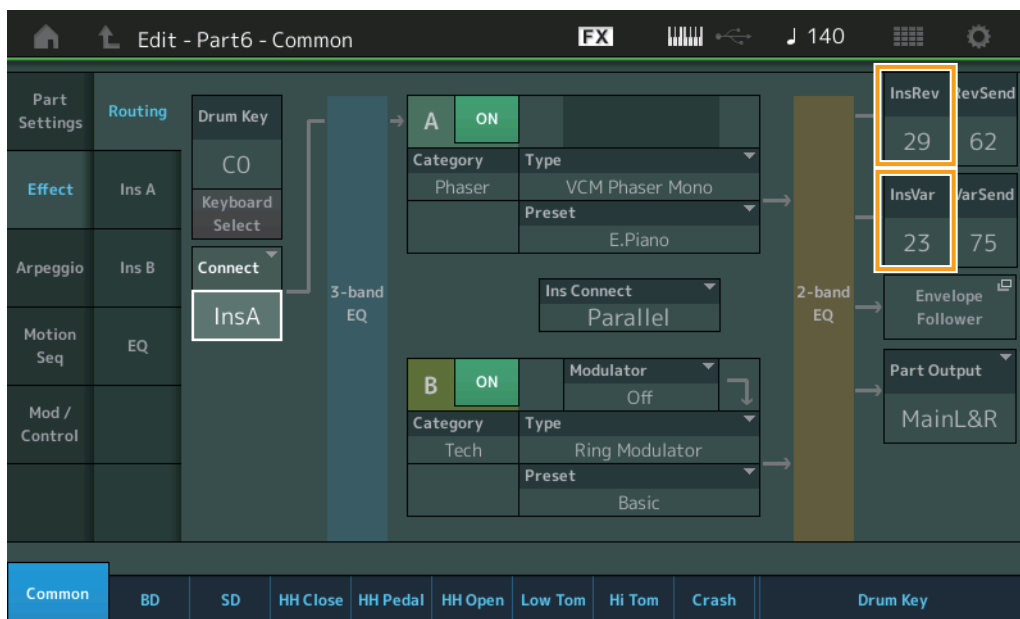 Edit - Part6 - Common
FX
♩ 140
Part
Settings
Effect
Arpeggio
Motion
Seq
Mod /
Control
Routing
Ins A
Ins B
EQ
Drum Key
C0
Keyboard
Select
Connect
InsA
3-band
EQ
A ON
Category
Phaser
Type
VCM Phaser Mono
Preset
E.Piano
Ins Connect
Parallel
B ON
Modulator
Off
Category
Tech
Type
Ring Modulator
Preset
Basic
2-band
EQ
InsRev
29
RevSend
62
InsVar
23
VarSend
75
Envelope
Follower
Part Output
MainL&R
Common BD SD HH Close HH Pedal HH Open Low Tom Hi Tom Crash Drum Key